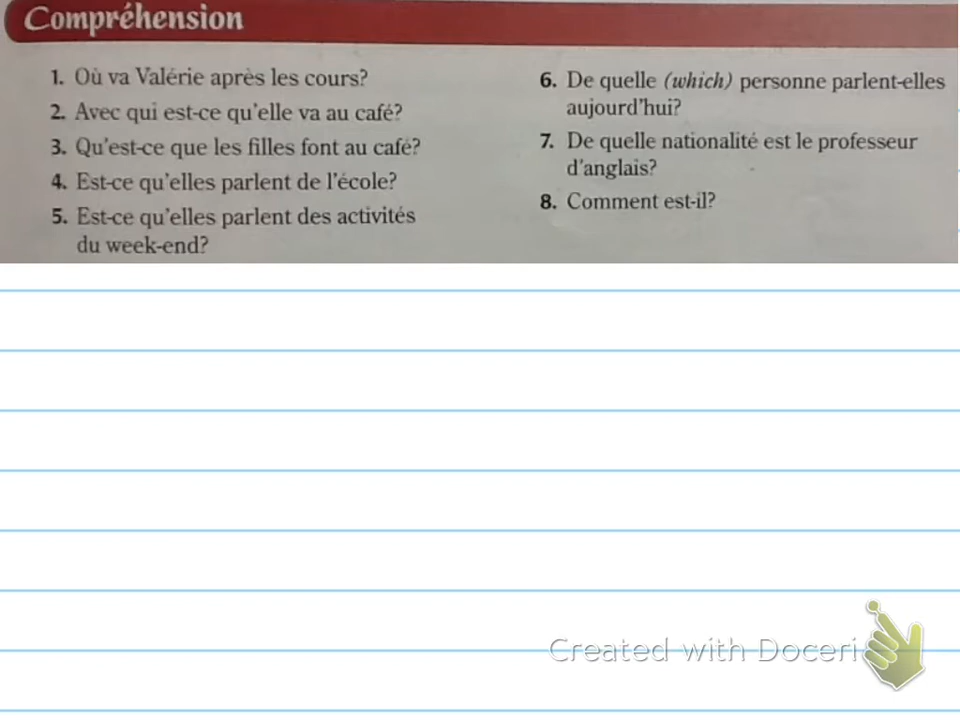 Compréhension
1. Où va Valérie après les cours?
2. Avec qui est-ce qu'elle va au café?
3. Qu'est-ce que les filles font au café?
4. Est-ce qu'elles parlent de l'école?
5. Est-ce qu'elles parlent des activités
du week-end?
6. De quelle (which) personne parlent-elles
aujourd'hui?
7. De quelle nationalité est le professeur
d'anglais?
8. Comment est-il?
Created with Doceri